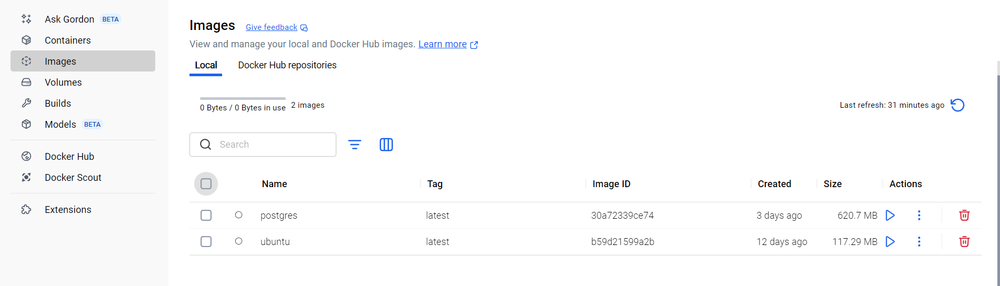 Ask Gordon BETA
Containers
Images
Volumes
Builds
Models BETA
Docker Hub
Docker Scout
Extensions
Images Give feedback
View and manage your local and Docker Hub images. Learn more
Local Docker Hub repositories
0 Bytes / 0 Bytes in use 2 images
Last refresh: 31 minutes ago
Search
Name Tag Image ID Created Size Actions
postgres latest 30a72339ce74 3 days ago 620.7 MB
ubuntu latest b59d21599a2b 12 days ago 117.29 MB